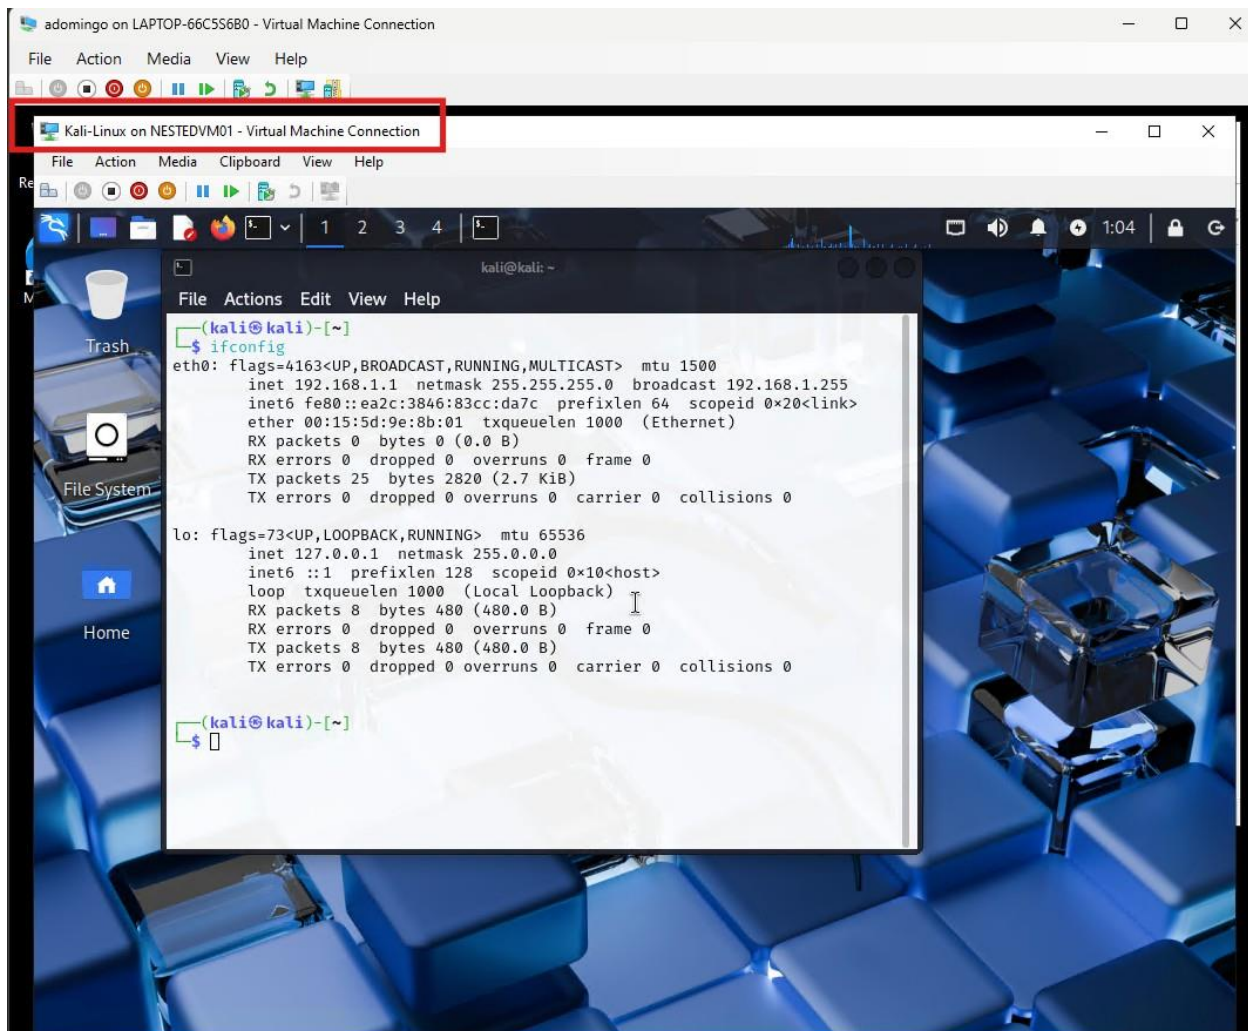 adomingo on LAPTOP-66C5S6B0 - Virtual Machine Connection
File Action Media View Help
Kali-Linux on NESTEDVM01 - Virtual Machine Connection
File Action Media Clipboard View Help
Re
1 2 3 4 1:04
M
kali@kali: ~
File Actions Edit View Help
Trash
File System
Home
┌──(kali㉿kali)-[~]
└─$ ifconfig
eth0: flags=4163<UP,BROADCAST,RUNNING,MULTICAST> mtu 1500
inet 192.168.1.1 netmask 255.255.255.0 broadcast 192.168.1.255
inet6 fe80::ea2c:3846:83cc:da7c prefixlen 64 scopeid 0×20<link>
ether 00:15:5d:9e:8b:01 txqueuelen 1000 (Ethernet)
RX packets 0 bytes 0 (0.0 B)
RX errors 0 dropped 0 overruns 0 frame 0
TX packets 25 bytes 2820 (2.7 KiB)
TX errors 0 dropped 0 overruns 0 carrier 0 collisions 0
lo: flags=73<UP,LOOPBACK,RUNNING> mtu 65536
inet 127.0.0.1 netmask 255.0.0.0
inet6 ::1 prefixlen 128 scopeid 0×10<host>
loop txqueuelen 1000 (Local Loopback)
RX packets 8 bytes 480 (480.0 B)
RX errors 0 dropped 0 overruns 0 frame 0
TX packets 8 bytes 480 (480.0 B)
TX errors 0 dropped 0 overruns 0 carrier 0 collisions 0
┌──(kali㉿kali)-[~]
└─$